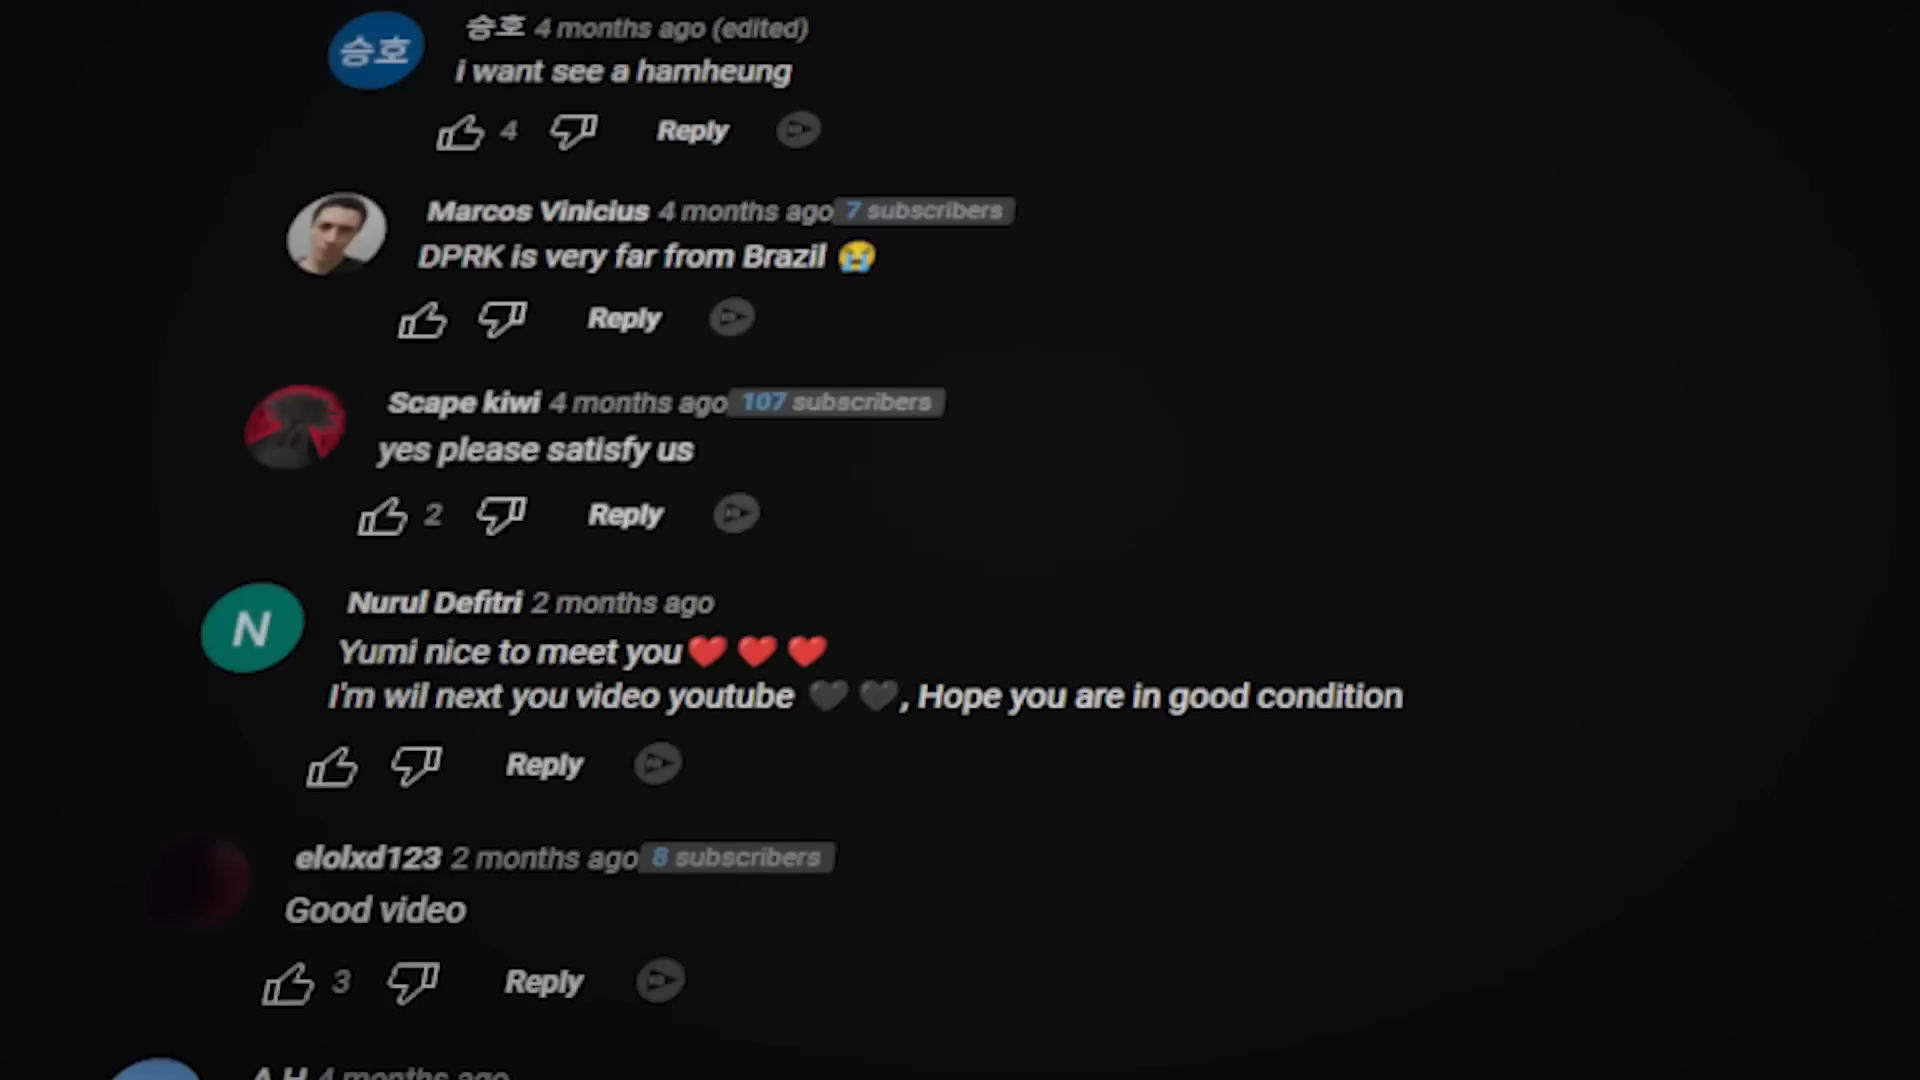 승호
승호 4 months ago (edited)
i want see a hamheung
4 Reply
Marcos Vinicius 4 months ago 7 subscribers
DPRK is very far from Brazil 😭
Reply
Scape kiwi 4 months ago 107 subscribers
yes please satisfy us
2 Reply
N
Nurul Defitri 2 months ago
Yumi nice to meet you❤️ ❤️ ❤️
I'm wil next you video youtube 🖤 🖤, Hope you are in good condition
Reply
elolxd123 2 months ago 8 subscribers
Good video
3 Reply
A H 4 months ago